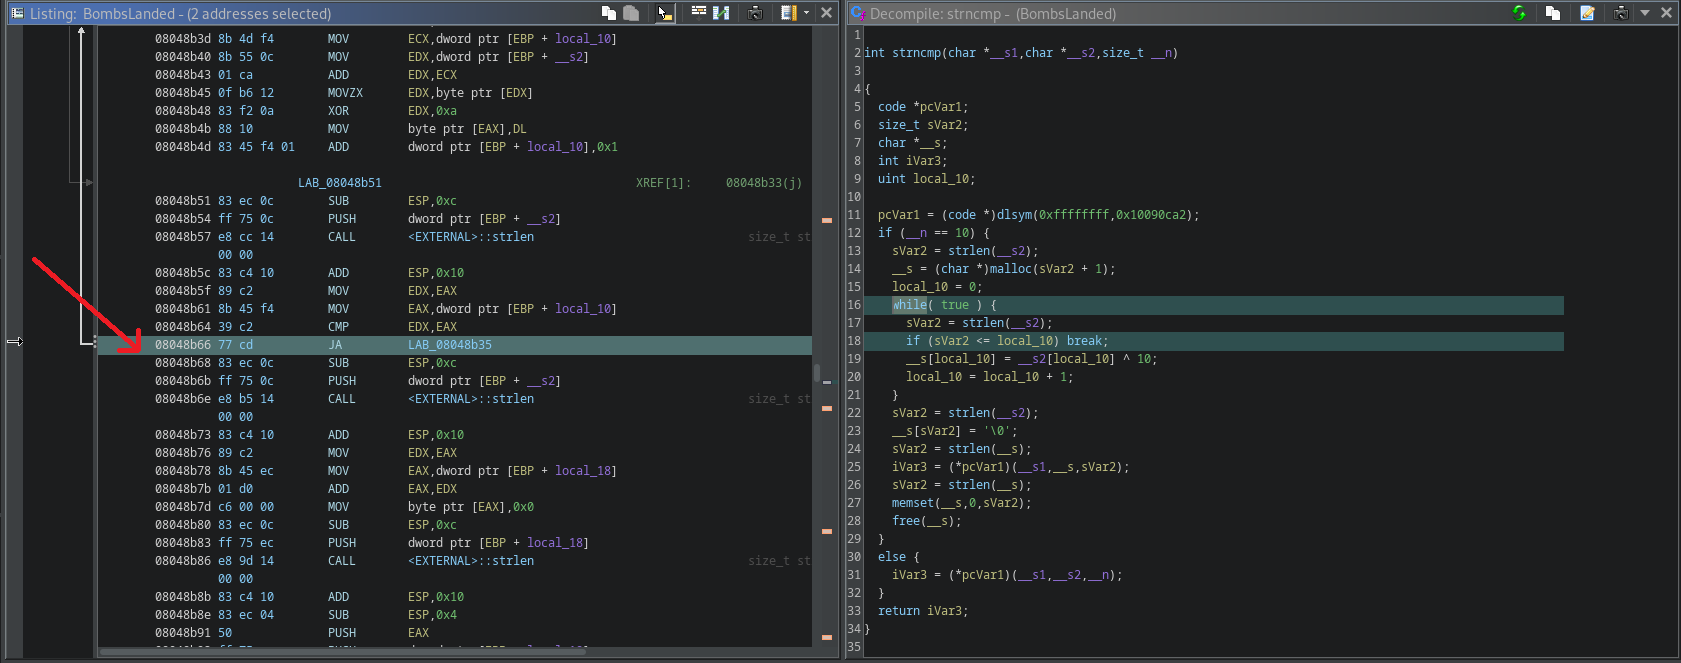 Listing: BombsLanded - (2 addresses selected)
08048b3d 8b 4d f4 MOV ECX,dword ptr [EBP + local_10]
08048b40 8b 55 0c MOV EDX,dword ptr [EBP + __s2]
08048b43 01 ca ADD EDX,ECX
08048b45 0f b6 12 MOVZX EDX,byte ptr [EDX]
08048b48 83 f2 0a XOR EDX,0xa
08048b4b 88 10 MOV byte ptr [EAX],DL
08048b4d 83 45 f4 01 ADD dword ptr [EBP + local_10],0x1
LAB_08048b51 XREF[1]: 08048b33(j)
08048b51 83 ec 0c SUB ESP,0xc
08048b54 ff 75 0c PUSH dword ptr [EBP + __s2]
08048b57 e8 cc 14 CALL <EXTERNAL>::strlen size_t st
00 00
08048b5c 83 c4 10 ADD ESP,0x10
08048b5f 89 c2 MOV EDX,EAX
08048b61 8b 45 f4 MOV EAX,dword ptr [EBP + local_10]
08048b64 39 c2 CMP EDX,EAX
08048b66 77 cd JA LAB_08048b35
08048b68 83 ec 0c SUB ESP,0xc
08048b6b ff 75 0c PUSH dword ptr [EBP + __s2]
08048b6e e8 b5 14 CALL <EXTERNAL>::strlen size_t st
00 00
08048b73 83 c4 10 ADD ESP,0x10
08048b76 89 c2 MOV EDX,EAX
08048b78 8b 45 ec MOV EAX,dword ptr [EBP + local_18]
08048b7b 01 d0 ADD EAX,EDX
08048b7d c6 00 00 MOV byte ptr [EAX],0x0
08048b80 83 ec 0c SUB ESP,0xc
08048b83 ff 75 ec PUSH dword ptr [EBP + local_18]
08048b86 e8 9d 14 CALL <EXTERNAL>::strlen size_t st
00 00
08048b8b 83 c4 10 ADD ESP,0x10
08048b8e 83 ec 04 SUB ESP,0x4
08048b91 50 PUSH EAX
Decompile: strncmp - (BombsLanded)
1
2 int strncmp(char *__s1,char *__s2,size_t __n)
3
4 {
5 code *pcVar1;
6 size_t sVar2;
7 char *__s;
8 int iVar3;
9 uint local_10;
10
11 pcVar1 = (code *)dlsym(0xffffffff,0x10090ca2);
12 if (__n == 10) {
13 sVar2 = strlen(__s2);
14 __s = (char *)malloc(sVar2 + 1);
15 local_10 = 0;
16 while( true ) {
17 sVar2 = strlen(__s2);
18 if (sVar2 <= local_10) break;
19 __s[local_10] = __s2[local_10] ^ 10;
20 local_10 = local_10 + 1;
21 }
22 sVar2 = strlen(__s2);
23 __s[sVar2] = '\0';
24 sVar2 = strlen(__s);
25 iVar3 = (*pcVar1)(__s1,__s,sVar2);
26 sVar2 = strlen(__s);
27 memset(__s,0,sVar2);
28 free(__s);
29 }
30 else {
31 iVar3 = (*pcVar1)(__s1,__s2,__n);
32 }
33 return iVar3;
34 }
35